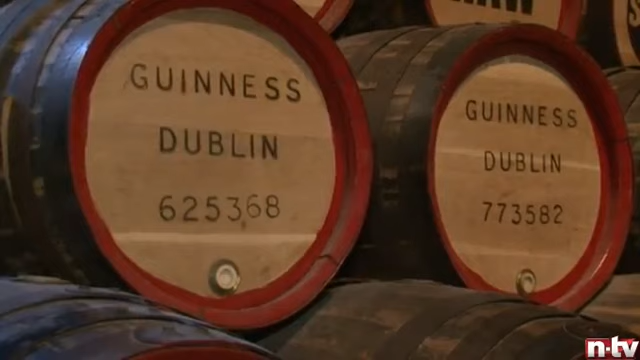 GUINNESS
DUBLIN
625368
GUINNESS
DUBLIN
773582
n-tv